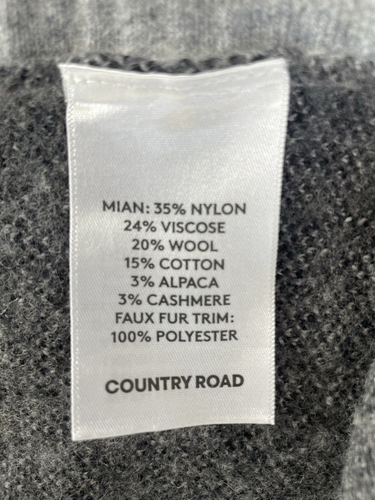 MIAN: 35% NYLON
24% VISCOSE
20% WOOL
15% COTTON
3% ALPACA
3% CASHMERE
FAUX FUR TRIM:
100% POLYESTER
COUNTRY ROAD